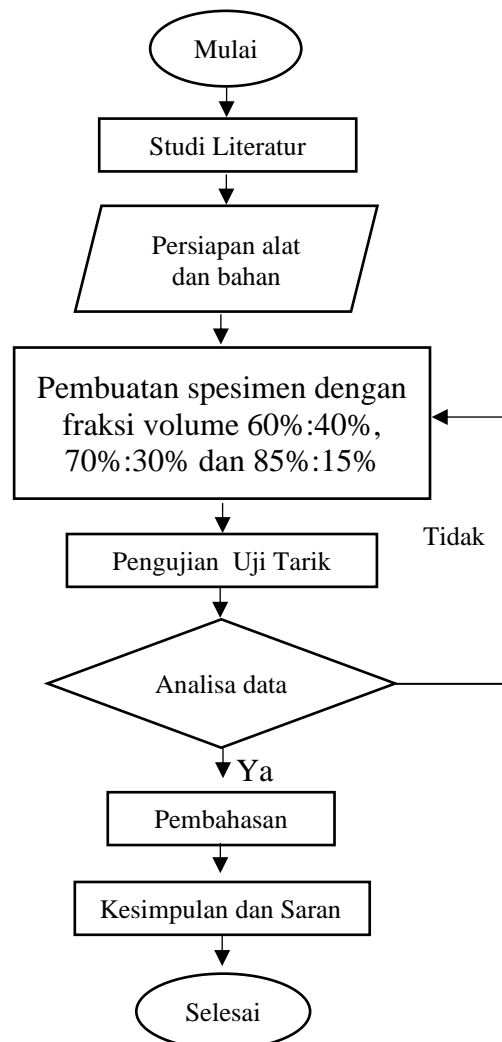 Mulai
Studi Literatur
Persiapan alat
dan bahan
Pembuatan spesimen dengan
fraksi volume 60%:40%,
70%:30% dan 85%:15%
Tidak
Pengujian Uji Tarik
Analisa data
Ya
Pembahasan
Kesimpulan dan Saran
Selesai